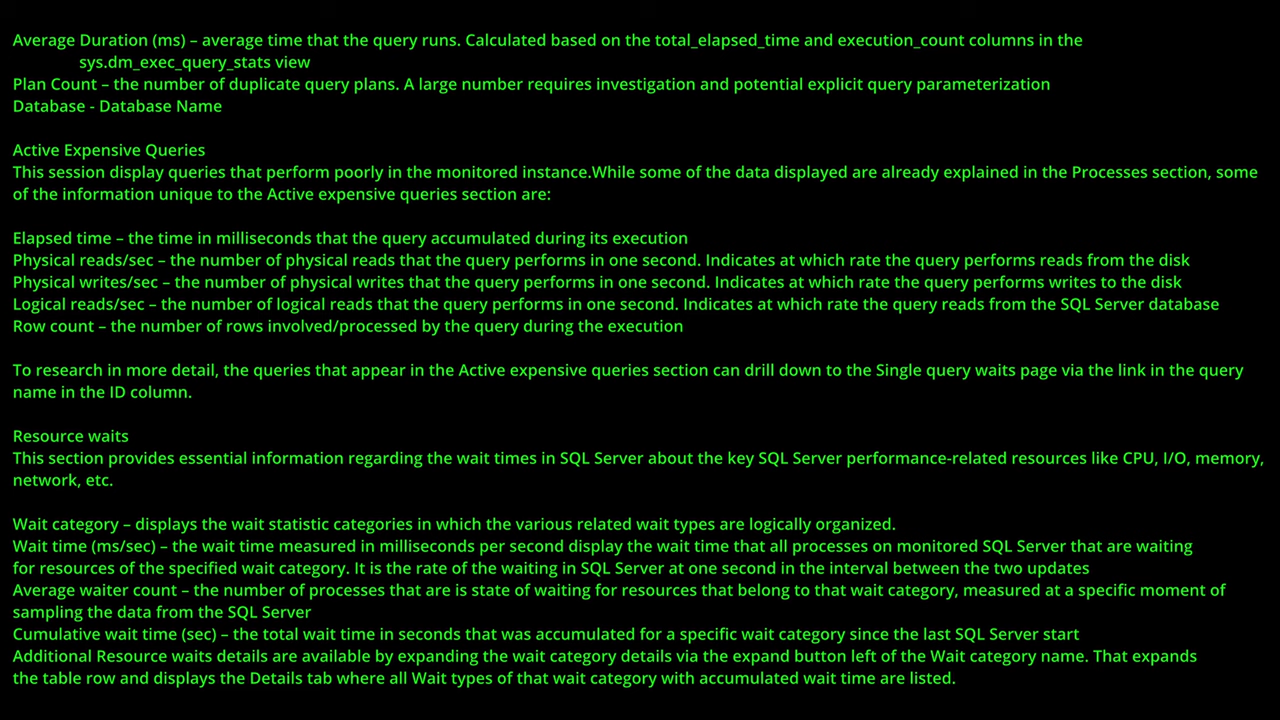 Average Duration (ms) – average time that the query runs. Calculated based on the total_elapsed_time and execution_count columns in the
sys.dm_exec_query_stats view
Plan Count – the number of duplicate query plans. A large number requires investigation and potential explicit query parameterization
Database - Database Name
Active Expensive Queries
This session display queries that perform poorly in the monitored instance.While some of the data displayed are already explained in the Processes section, some
of the information unique to the Active expensive queries section are:
Elapsed time – the time in milliseconds that the query accumulated during its execution
Physical reads/sec – the number of physical reads that the query performs in one second. Indicates at which rate the query performs reads from the disk
Physical writes/sec – the number of physical writes that the query performs in one second. Indicates at which rate the query performs writes to the disk
Logical reads/sec – the number of logical reads that the query performs in one second. Indicates at which rate the query reads from the SQL Server database
Row count – the number of rows involved/processed by the query during the execution
To research in more detail, the queries that appear in the Active expensive queries section can drill down to the Single query waits page via the link in the query
name in the ID column.
Resource waits
This section provides essential information regarding the wait times in SQL Server about the key SQL Server performance-related resources like CPU, I/O, memory,
network, etc.
Wait category – displays the wait statistic categories in which the various related wait types are logically organized.
Wait time (ms/sec) – the wait time measured in milliseconds per second display the wait time that all processes on monitored SQL Server that are waiting
for resources of the specified wait category. It is the rate of the waiting in SQL Server at one second in the interval between the two updates
Average waiter count – the number of processes that are is state of waiting for resources that belong to that wait category, measured at a specific moment of
sampling the data from the SQL Server
Cumulative wait time (sec) – the total wait time in seconds that was accumulated for a specific wait category since the last SQL Server start
Additional Resource waits details are available by expanding the wait category details via the expand button left of the Wait category name. That expands
the table row and displays the Details tab where all Wait types of that wait category with accumulated wait time are listed.